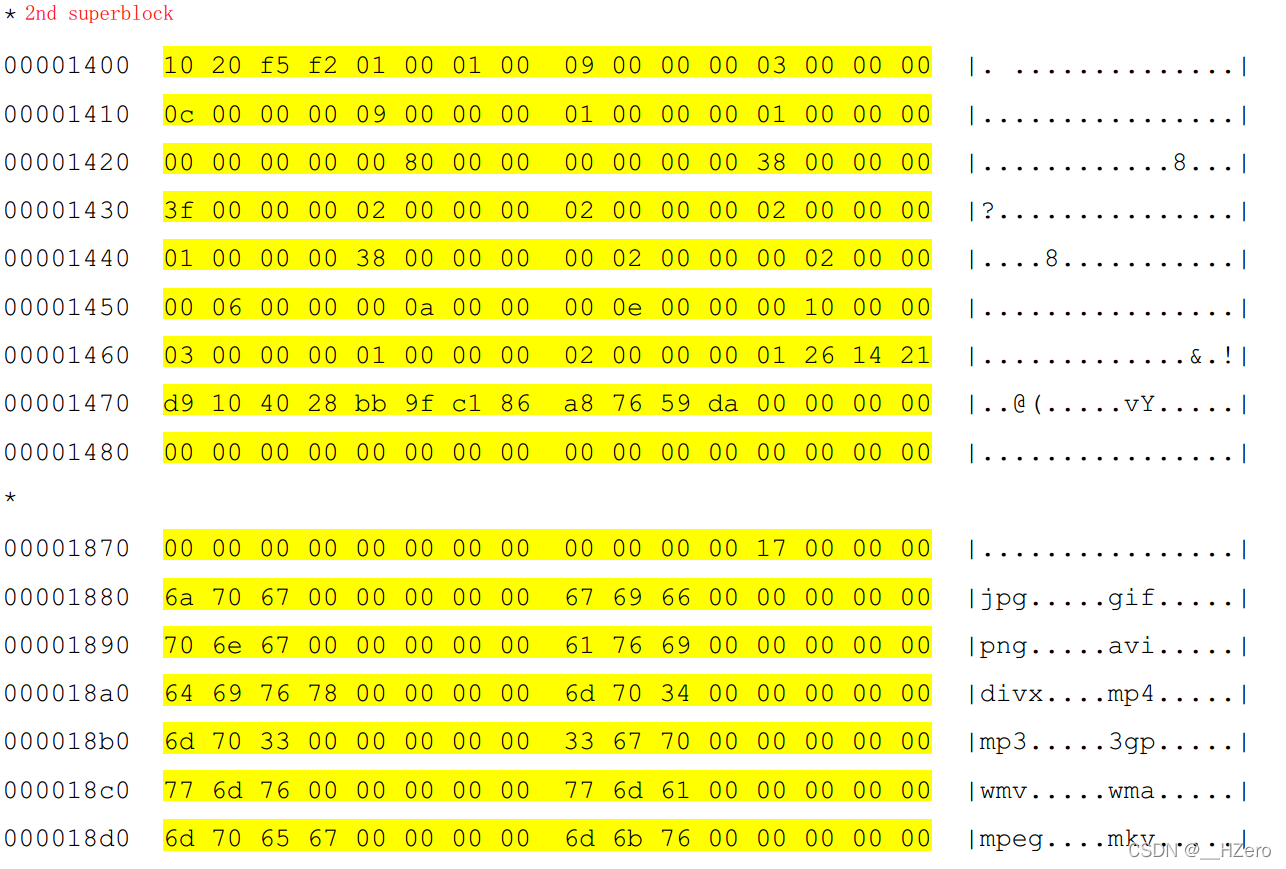 * 2nd superblock
00001400  10 20 f5 f2 01 00 01 00  09 00 00 00 03 00 00 00  |. ..............|
00001410  0c 00 00 00 09 00 00 00  01 00 00 00 01 00 00 00  |................|
00001420  00 00 00 00 00 80 00 00  00 00 00 00 38 00 00 00  |............8...|
00001430  3f 00 00 00 02 00 00 00  02 00 00 00 02 00 00 00  |?...............|
00001440  01 00 00 00 38 00 00 00  00 02 00 00 00 02 00 00  |....8...........|
00001450  00 06 00 00 00 0a 00 00  00 0e 00 00 00 10 00 00  |................|
00001460  03 00 00 00 01 00 00 00  02 00 00 00 01 26 14 21  |.............&.!|
00001470  d9 10 40 28 bb 9f c1 86  a8 76 59 da 00 00 00 00  |..@(.....vY.....|
00001480  00 00 00 00 00 00 00 00  00 00 00 00 00 00 00 00  |................|
*
00001870  00 00 00 00 00 00 00 00  00 00 00 00 17 00 00 00  |................|
00001880  6a 70 67 00 00 00 00 00  67 69 66 00 00 00 00 00  |jpg.....gif.....|
00001890  70 6e 67 00 00 00 00 00  61 76 69 00 00 00 00 00  |png.....avi.....|
000018a0  64 69 76 78 00 00 00 00  6d 70 34 00 00 00 00 00  |divx....mp4.....|
000018b0  6d 70 33 00 00 00 00 00  33 67 70 00 00 00 00 00  |mp3.....3gp.....|
000018c0  77 6d 76 00 00 00 00 00  77 6d 61 00 00 00 00 00  |wmv.....wma.....|
000018d0  6d 70 65 67 00 00 00 00  6d 6b 76 00 00 00 00 00  |mpeg....mkv.....|
CSDN @__HZero